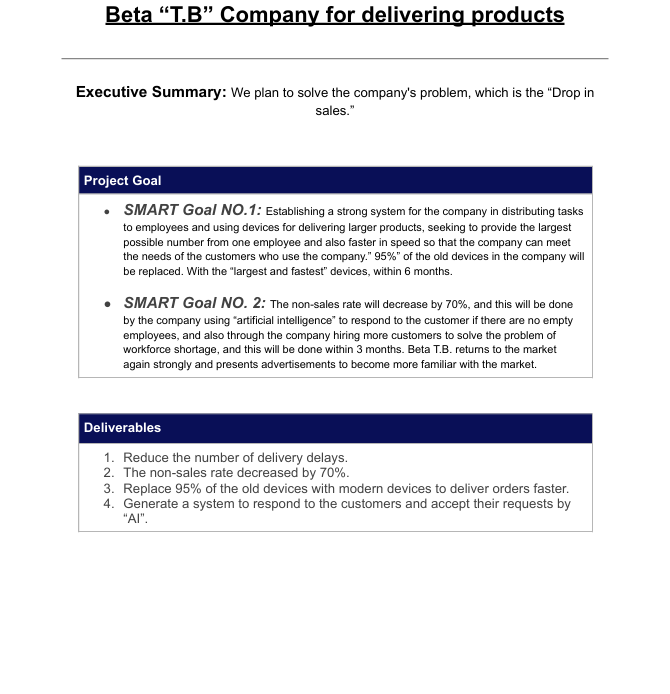 Beta “T.B” Company for delivering products
Executive Summary: We plan to solve the company's problem, which is the “Drop in
sales.”
Project Goal
● SMART Goal NO.1: Establishing a strong system for the company in distributing tasks
to employees and using devices for delivering larger products, seeking to provide the largest
possible number from one employee and also faster in speed so that the company can meet
the needs of the customers who use the company.” 95%” of the old devices in the company will
be replaced. With the “largest and fastest” devices, within 6 months.
● SMART Goal NO. 2: The non-sales rate will decrease by 70%, and this will be done
by the company using “artificial intelligence” to respond to the customer if there are no empty
employees, and also through the company hiring more customers to solve the problem of
workforce shortage, and this will be done within 3 months. Beta T.B. returns to the market
again strongly and presents advertisements to become more familiar with the market.
Deliverables
1. Reduce the number of delivery delays.
2. The non-sales rate decreased by 70%.
3. Replace 95% of the old devices with modern devices to deliver orders faster.
4. Generate a system to respond to the customers and accept their requests by
“AI”.